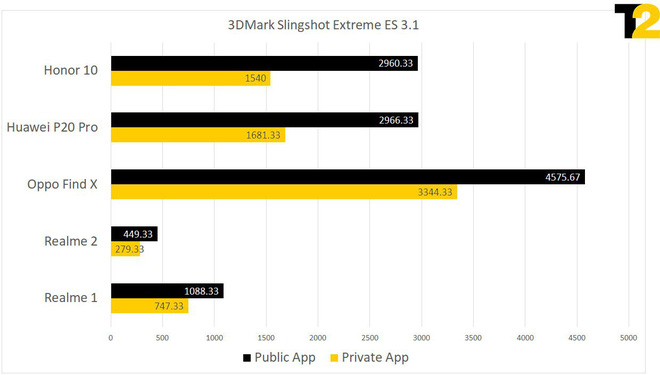 T2
3DMark Slingshot Extreme ES 3.1
Honor 10
2960.33
1540
Huawei P20 Pro
2966.33
1681.33
Oppo Find X
4575.67
3344.33
Realme 2
449.33
279.33
Realme 1
1088.33
747.33
0 500 1000 1500 2000 2500 3000 3500 4000 4500 5000
Public App Private App